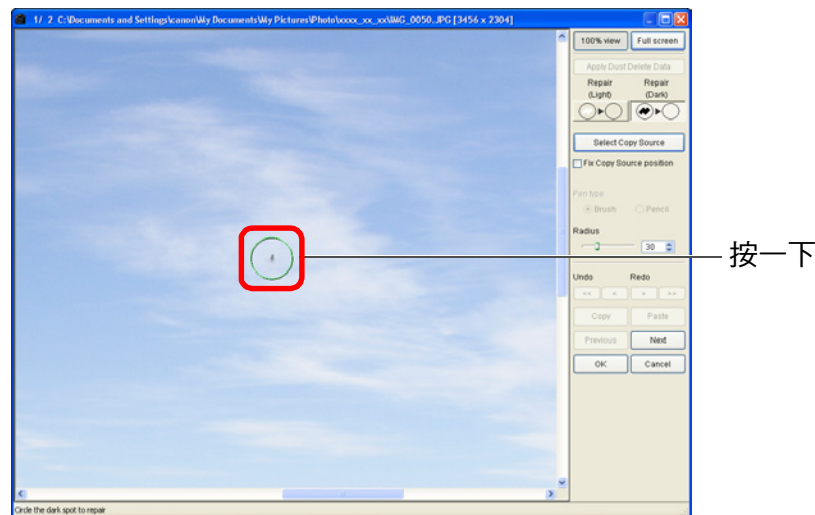 1/ 2 C:\Documents and Settings\canon\My Documents\My Pictures\Photo\xxxx_xx_xx\IMG_0050.JPG [3456 x 2304]
100% view Full screen
Apply Dust Delete Data
Repair Repair
(Light) (Dark)
Select Copy Source
Fix Copy Source position
Pen type
Brush Pencil
Radius
30
按一下
Undo Redo
<< < > >>
Copy Paste
Previous Next
OK Cancel
Circle the dark spot to repair